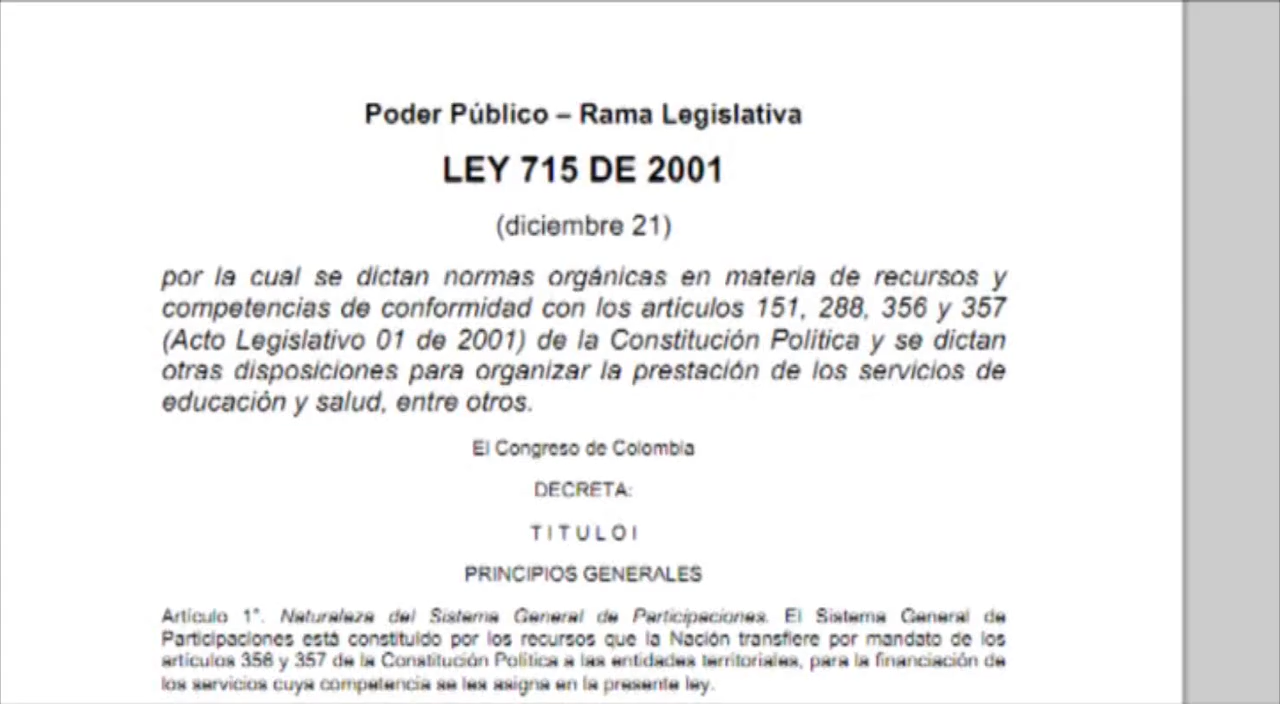 Poder Público – Rama Legislativa
LEY 715 DE 2001
(diciembre 21)
por la cual se dictan normas orgánicas en materia de recursos y
competencias de conformidad con los artículos 151, 288, 356 y 357
(Acto Legislativo 01 de 2001) de la Constitución Política y se dictan
otras disposiciones para organizar la prestación de los servicios de
educación y salud, entre otros.
El Congreso de Colombia
DECRETA:
T I T U L O I
PRINCIPIOS GENERALES
Artículo 1°. Naturaleza del Sistema General de Participaciones. El Sistema General de
Participaciones está constituido por los recursos que la Nación transfiere por mandato de los
artículos 356 y 357 de la Constitución Política a las entidades territoriales, para la financiación de
los servicios cuya competencia se les asigna en la presente ley.